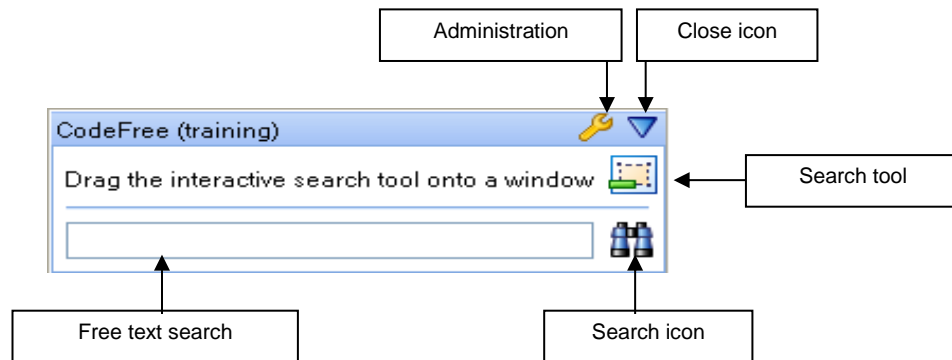 Administration
Close icon
CodeFree (training)
Drag the interactive search tool onto a window
Search tool
Free text search
Search icon